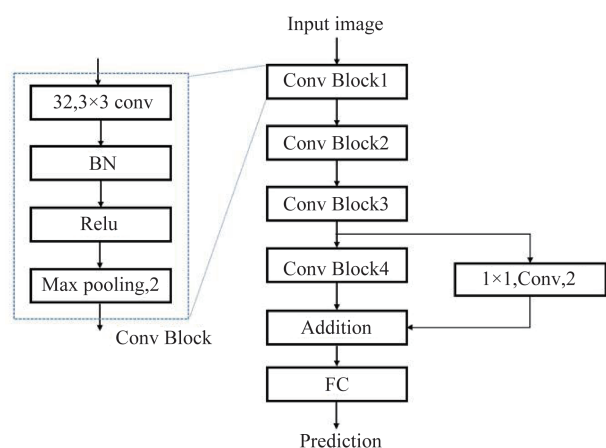 Input image
32,3×3 conv
BN
Relu
Max pooling,2
Conv Block
Conv Block1
Conv Block2
Conv Block3
Conv Block4
1×1,Conv,2
Addition
FC
Prediction